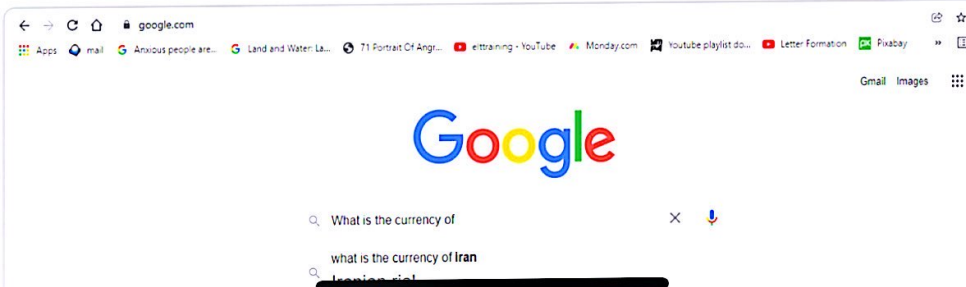 google.com
Apps mail Anxious people are... Land and Water: La... 71 Portrait Of Angr... elttraining - YouTube Monday.com Youtube playlist do... Letter Formation Pixabay »
Gmail Images
Google
What is the currency of
what is the currency of Iran